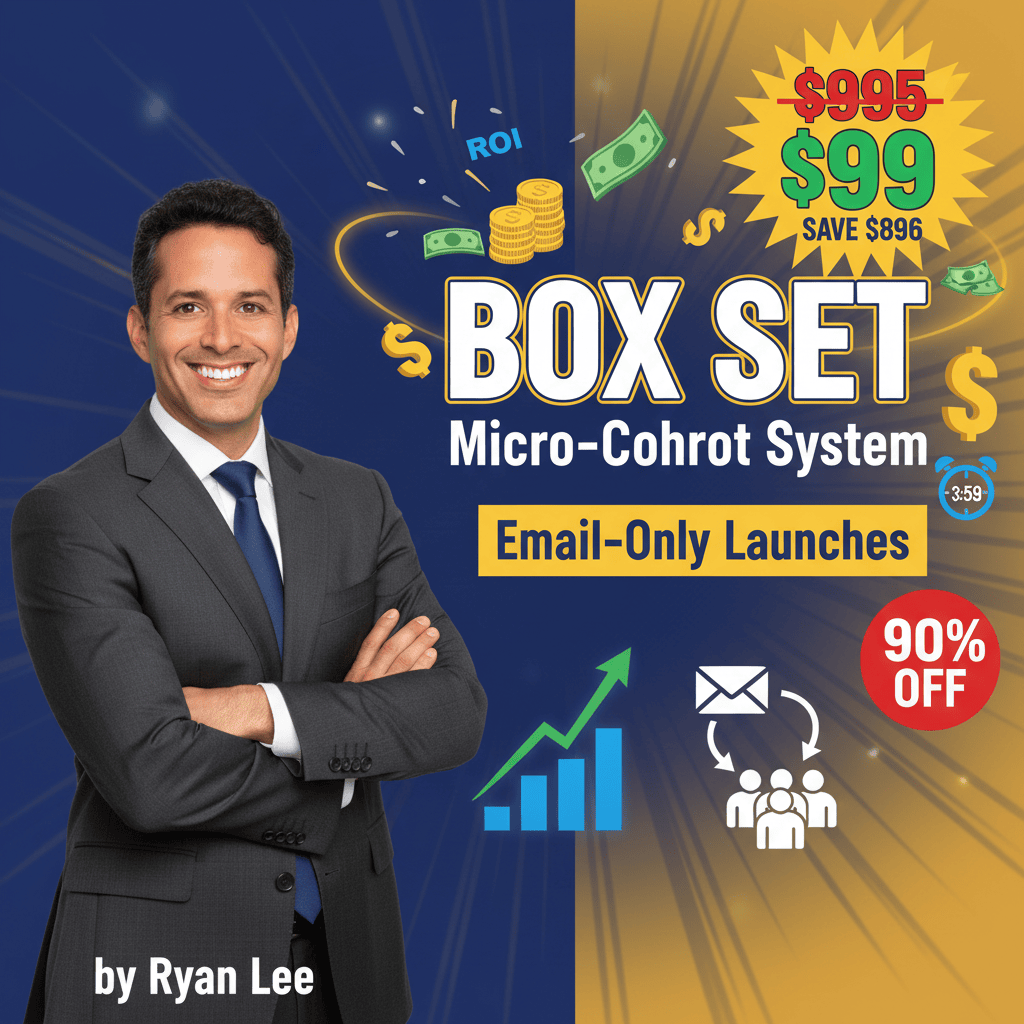 $995
$99
SAVE $896
ROI
BOX SET
Micro-Cohrot System
3:59
Email-Only Launches
90%
OFF
by Ryan Lee